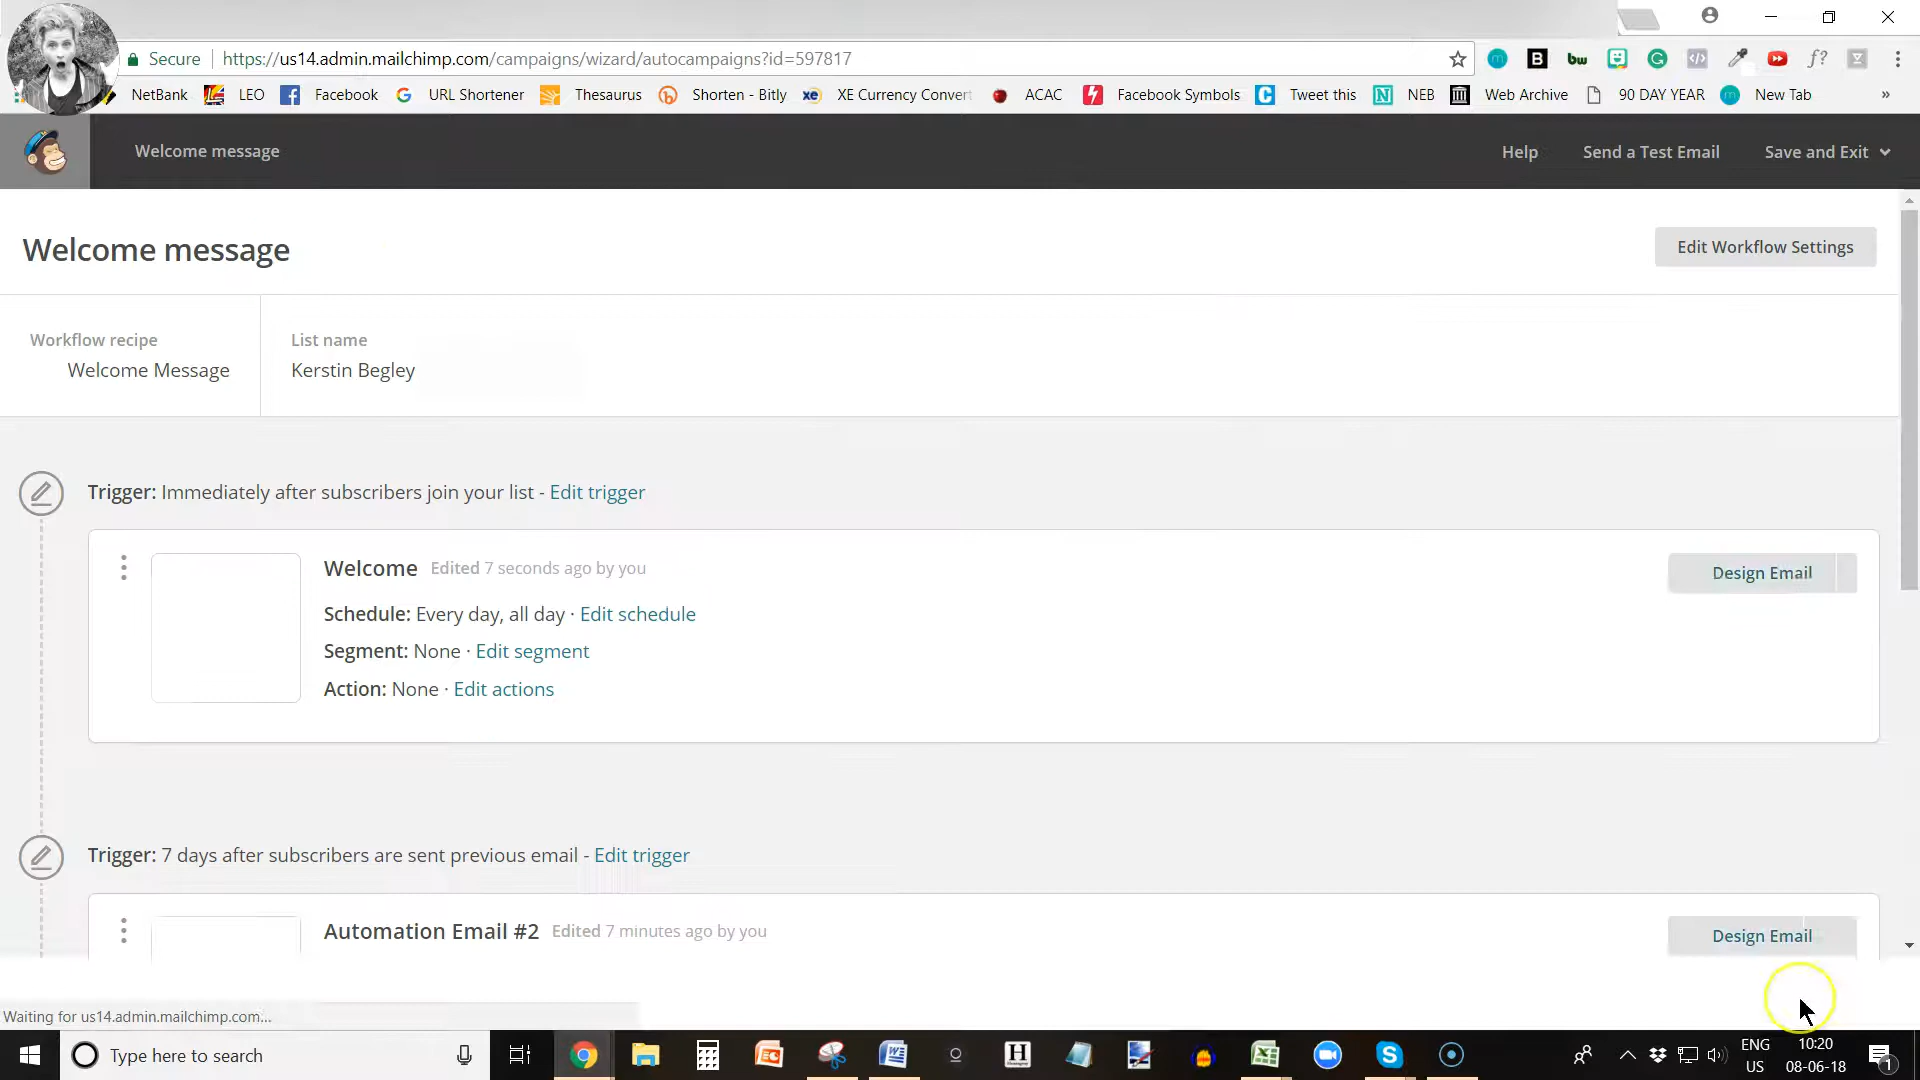 Secure
https://us14.admin.mailchimp.com/campaigns/wizard/autocampaigns?id=597817
B
bw
G
f?
NetBank
LEO
Facebook
URL Shortener
Thesaurus
Shorten - Bitly
XE Currency Convert
ACAC
Facebook Symbols
Tweet this
NEB
Web Archive
90 DAY YEAR
New Tab
»
Welcome message
Help
Send a Test Email
Save and Exit
Welcome message
Edit Workflow Settings
Workflow recipe
List name
Welcome Message
Kerstin Begley
Trigger: Immediately after subscribers join your list - Edit trigger
Welcome Edited 7 seconds ago by you
Design Email
Schedule: Every day, all day · Edit schedule
Segment: None · Edit segment
Action: None · Edit actions
Trigger: 7 days after subscribers are sent previous email - Edit trigger
Automation Email #2 Edited 7 minutes ago by you
Design Email
Waiting for us14.admin.mailchimp.com...
Type here to search
ENG
US
10:20
08-06-18
1